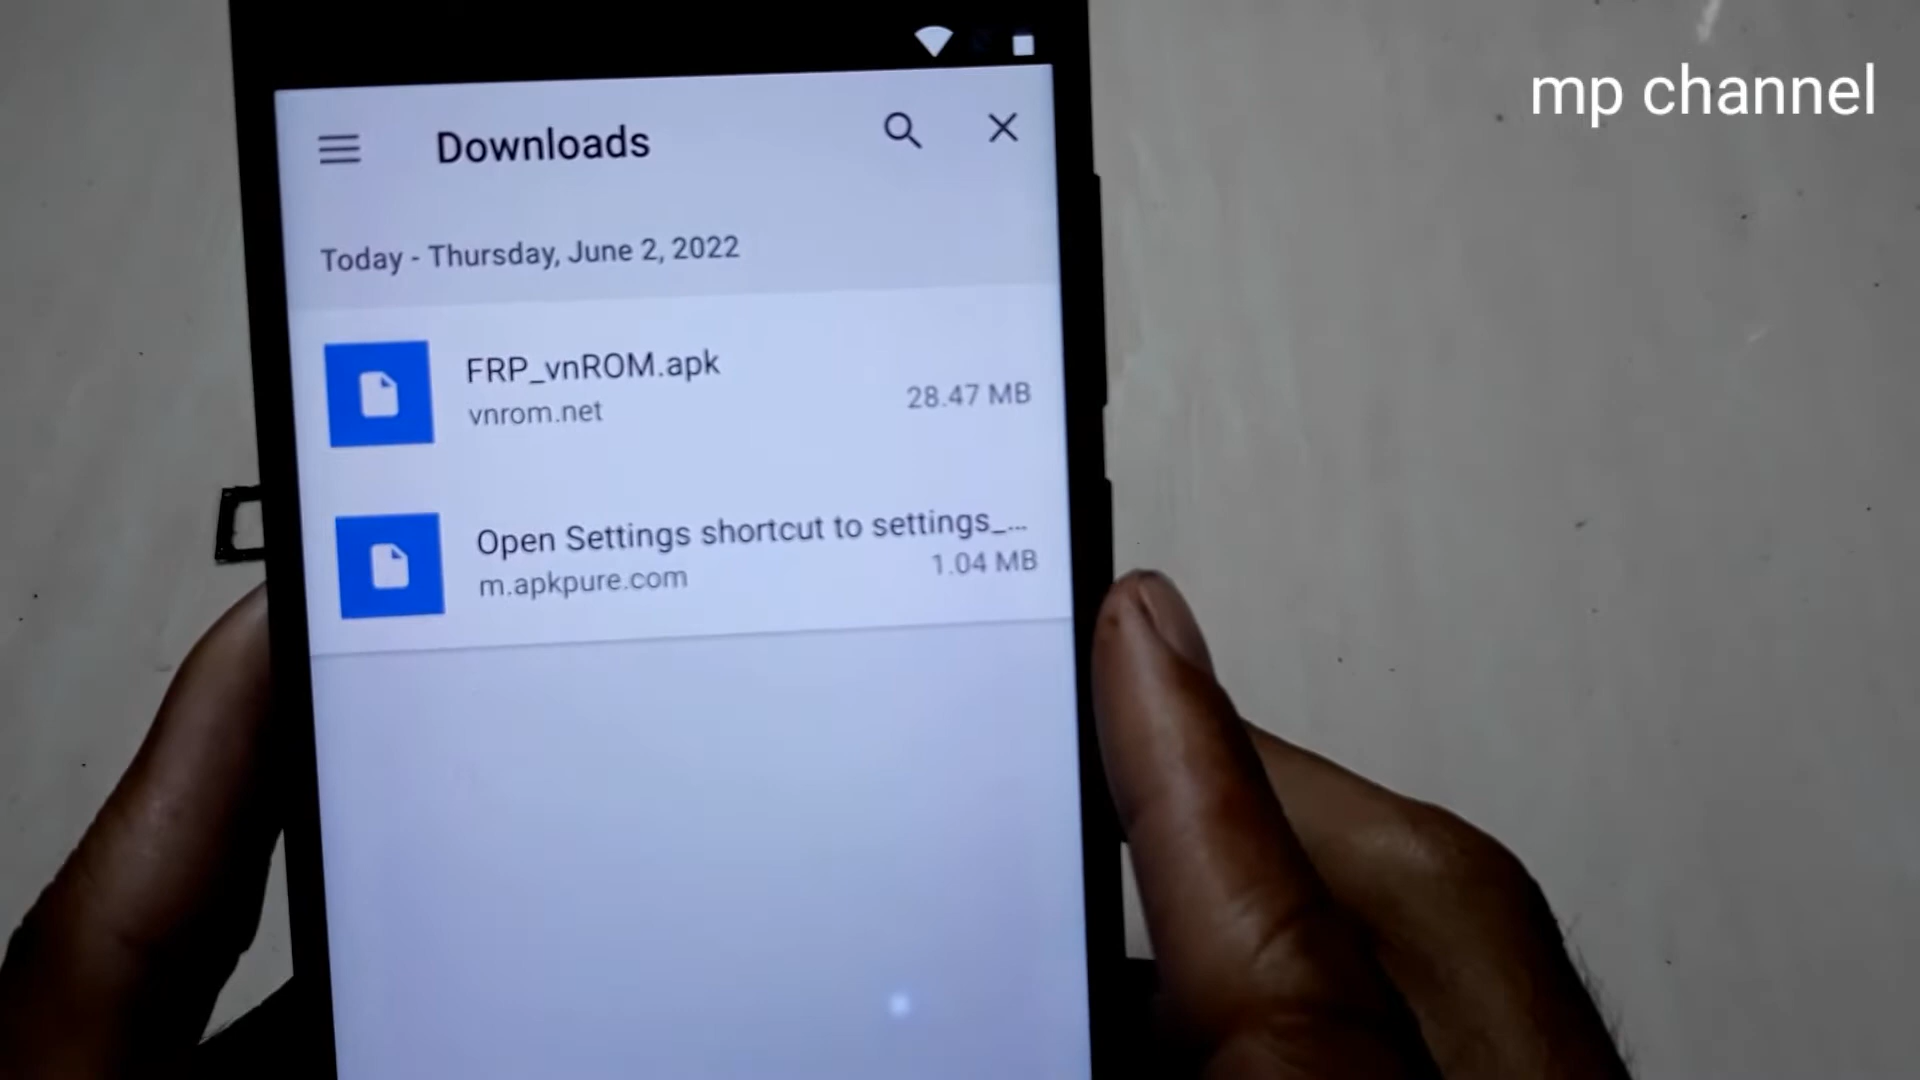 mp channel
Downloads
Today - Thursday, June 2, 2022
FRP_vnROM.apk
vnrom.net
28.47 MB
Open Settings shortcut to settings_...
m.apkpure.com
1.04 MB